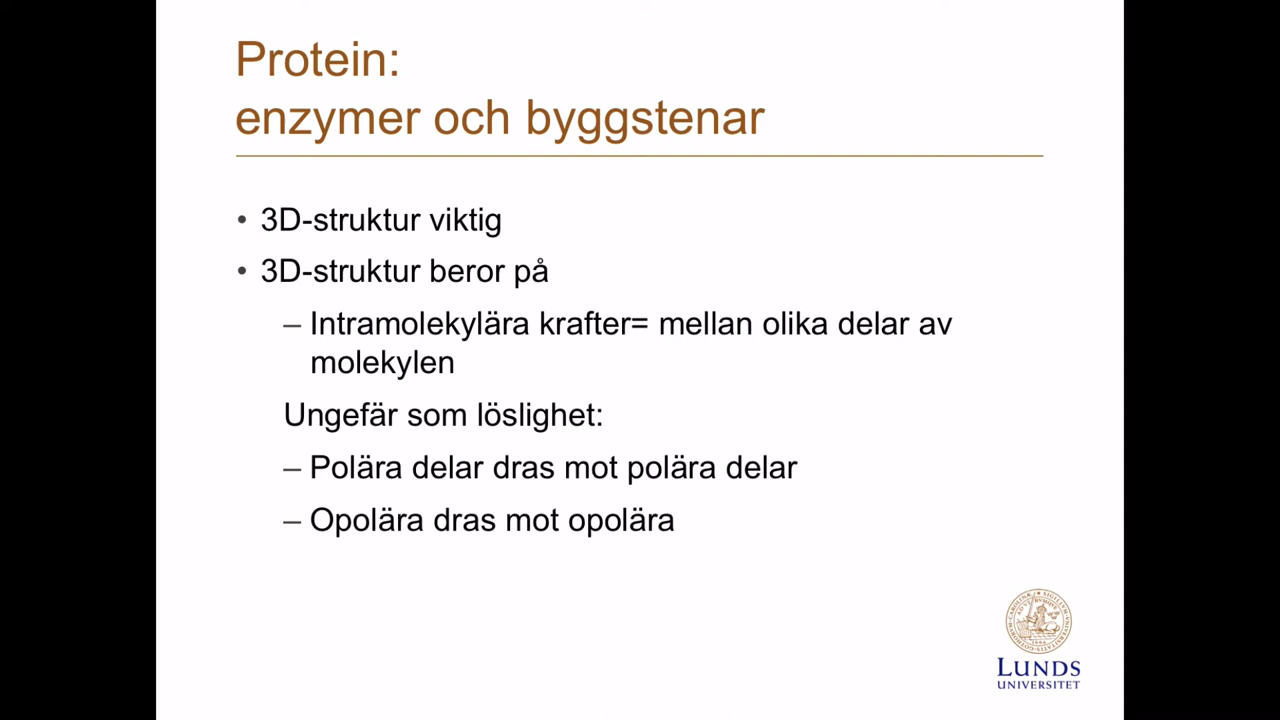 Protein:
enzymer och byggstenar
• 3D-struktur viktig
• 3D-struktur beror på
– Intramolekylära krafter= mellan olika delar av
molekylen
Ungefär som löslighet:
– Polära delar dras mot polära delar
– Opolära dras mot opolära
LUNDS
UNIVERSITET